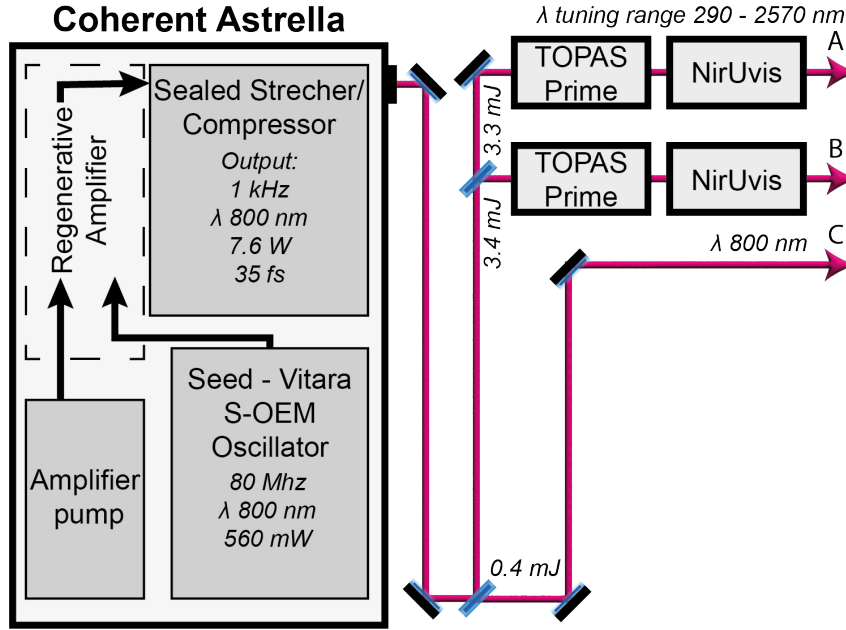 Coherent Astrella
λ tuning range 290 - 2570 nm
Regenerative
Amplifier
Sealed Strecher/
Compressor
Output:
1 kHz
λ 800 nm
7.6 W
35 fs
Seed - Vitara
S-OEM
Oscillator
80 Mhz
λ 800 nm
560 mW
Amplifier
pump
3.3 mJ
TOPAS
Prime
NirUvis
A
3.4 mJ
TOPAS
Prime
NirUvis
B
λ 800 nm
C
0.4 mJ